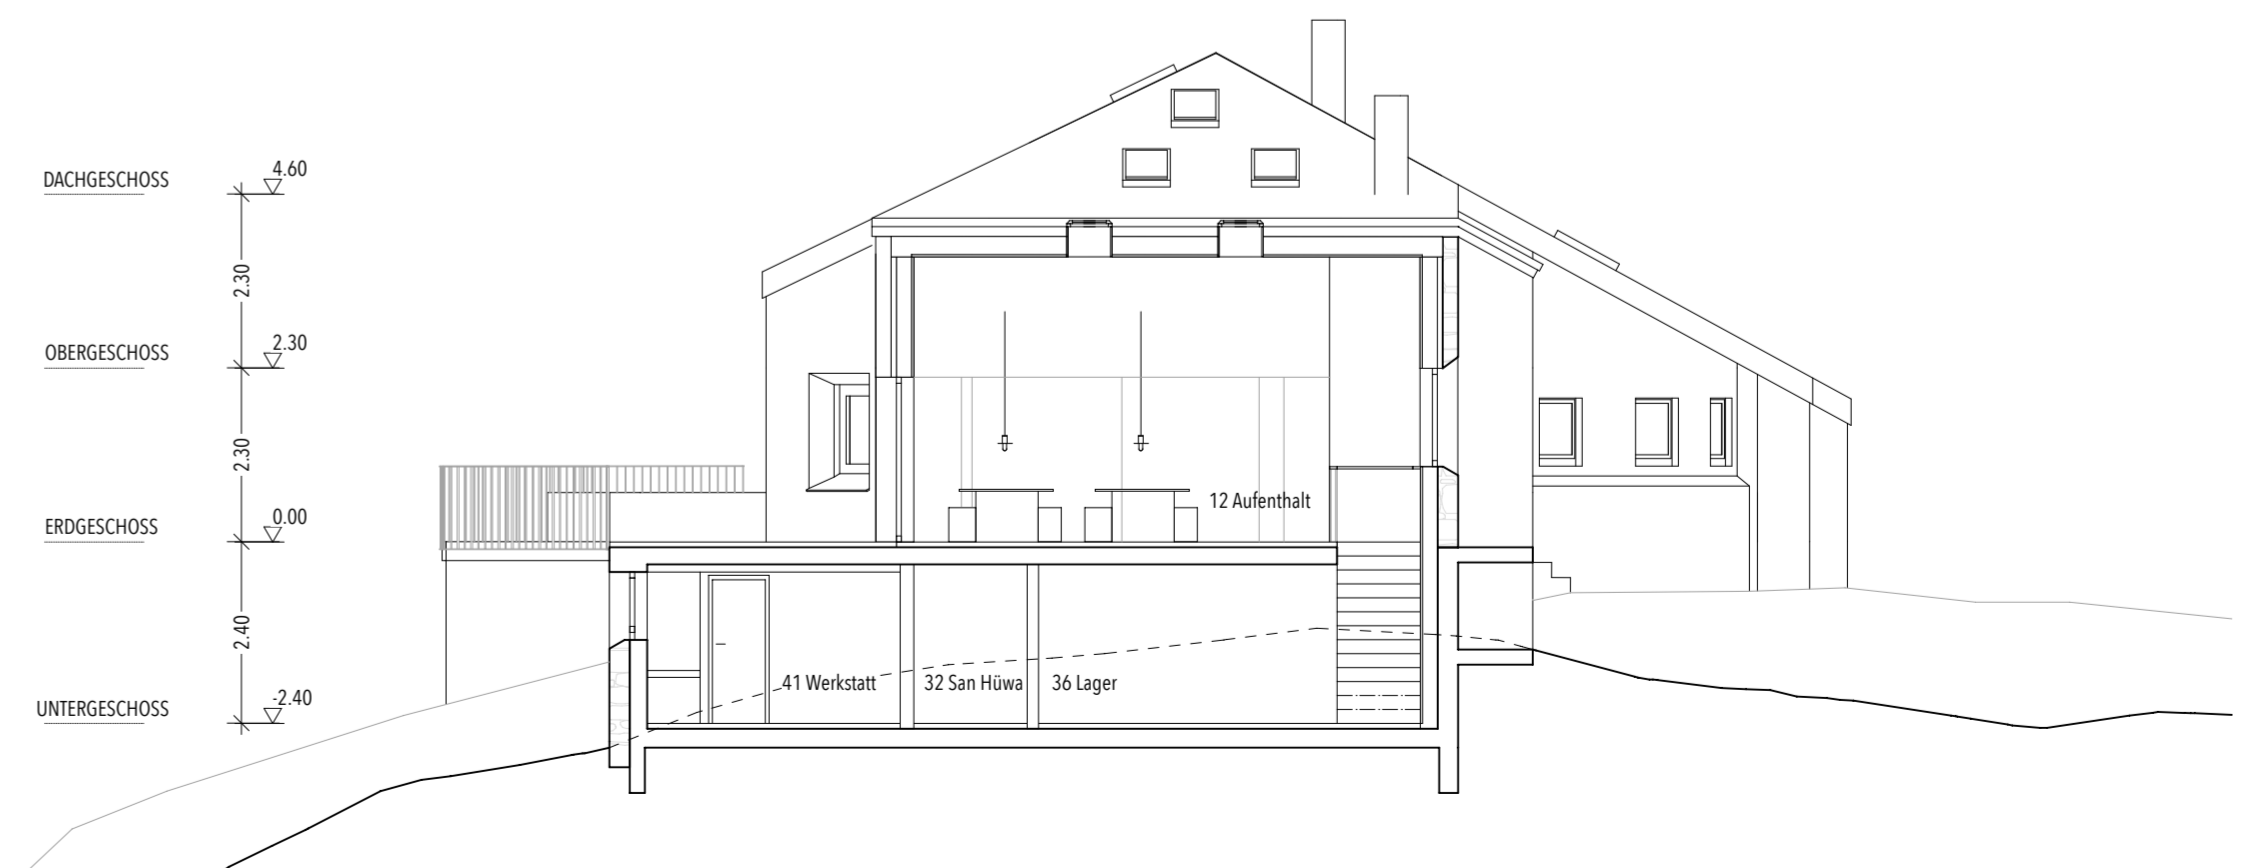 DACHGESCHOSS
4.60
2.30
OBERGESCHOSS
2.30
2.30
12 Aufenthalt
ERDGESCHOSS
0.00
2.40
41 Werkstatt
32 San Hüwa
36 Lager
UNTERGESCHOSS
-2.40